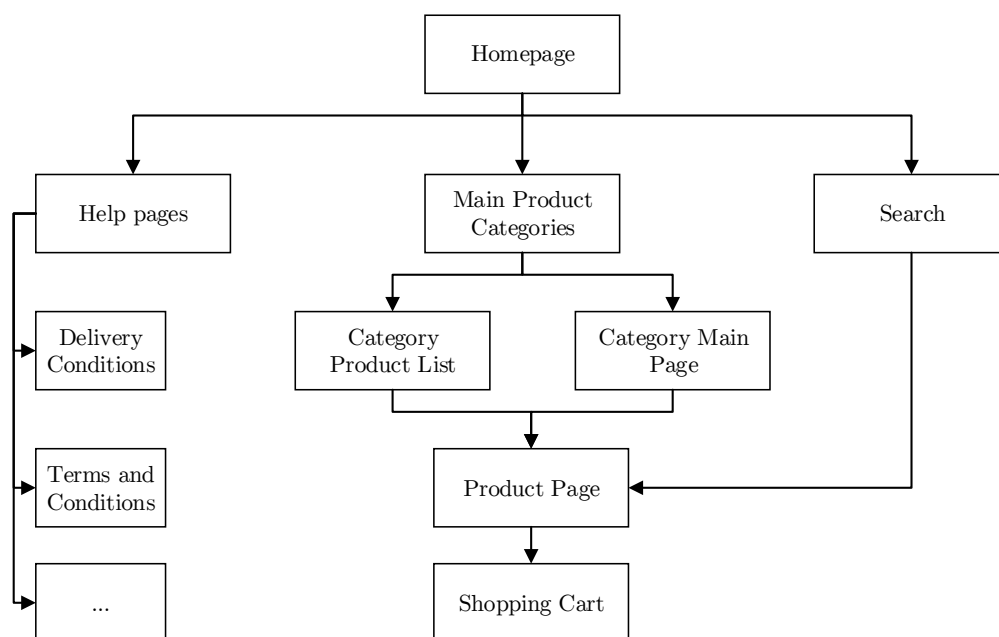 Homepage
Help pages
Main Product
Categories
Search
Delivery
Conditions
Category
Product List
Category Main
Page
Terms and
Conditions
Product Page
...
Shopping Cart